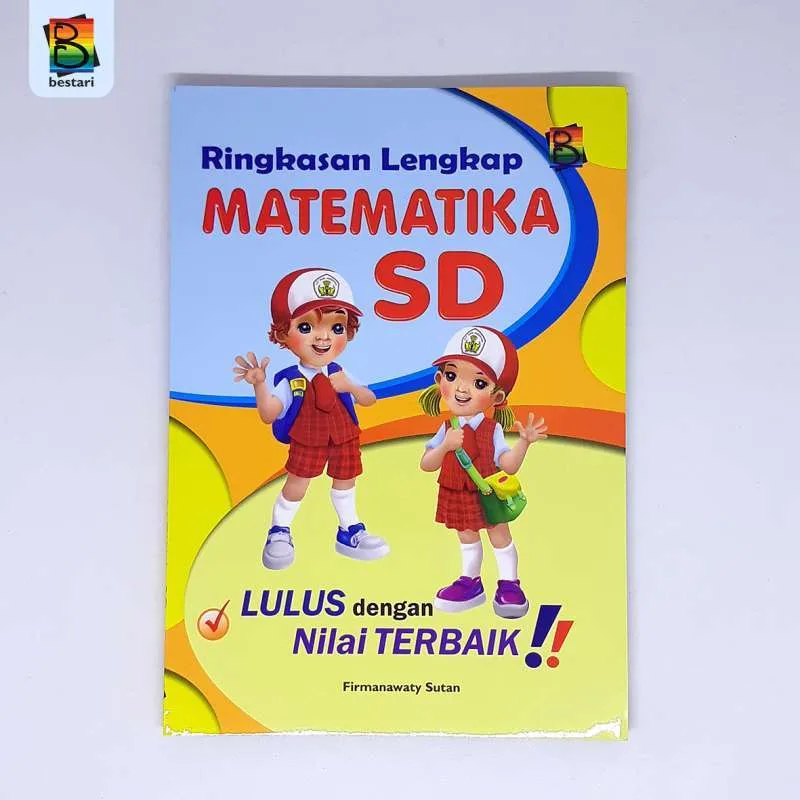 bestari
Ringkasan Lengkap
MATEMATIKA
SD
LULUS dengan
Nilai TERBAIK!!
Firmanawaty Sutan